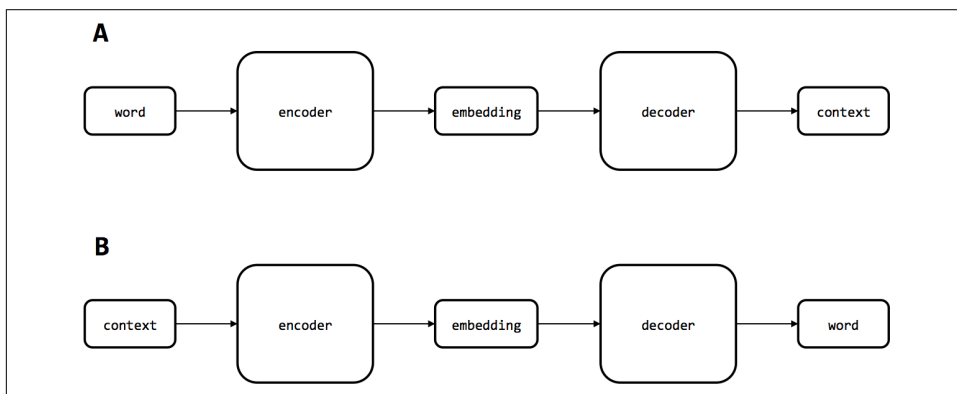 A
word encoder embedding decoder context
B
context encoder embedding decoder word